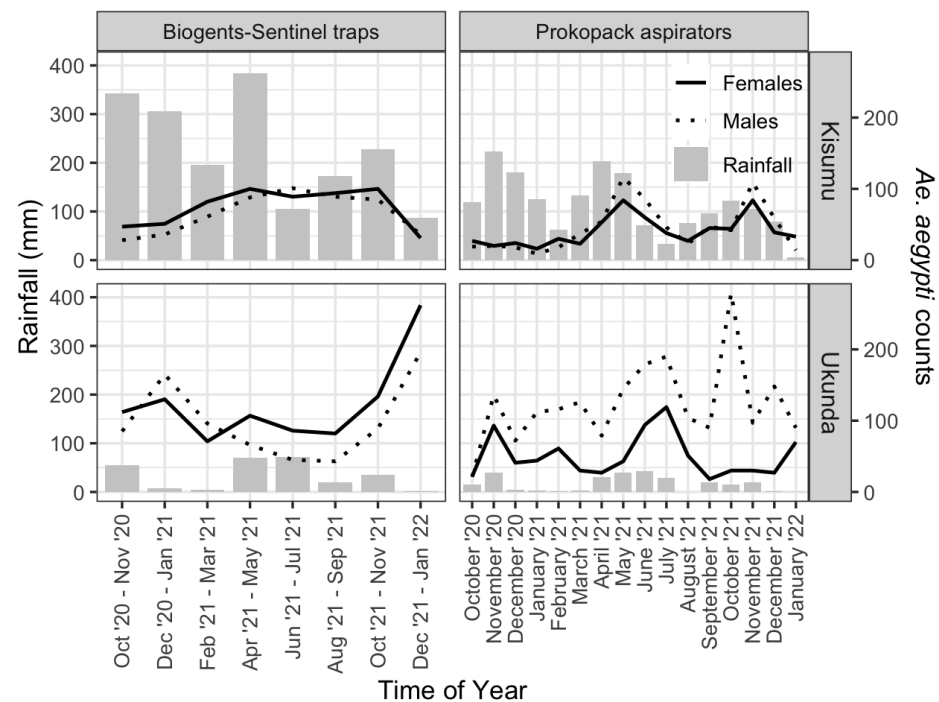 Biogents-Sentinel traps
Prokopack aspirators
Rainfall (mm)
400
300
200
100
0
400
300
200
100
0
Females
Males
Rainfall
Kisumu
Ukunda
200
100
0
200
100
0
Ae. aegypti counts
Oct '20 - Nov '20
Dec '20 - Jan '21
Feb '21 - Mar '21
Apr '21 - May '21
Jun '21 - Jul '21
Aug '21 - Sep '21
Oct '21 - Nov '21
Dec '21 - Jan '22
October '20
November '20
December '20
January '21
February '21
March '21
April '21
May '21
June '21
July '21
August '21
September '21
October '21
November '21
December '21
January '22
Time of Year